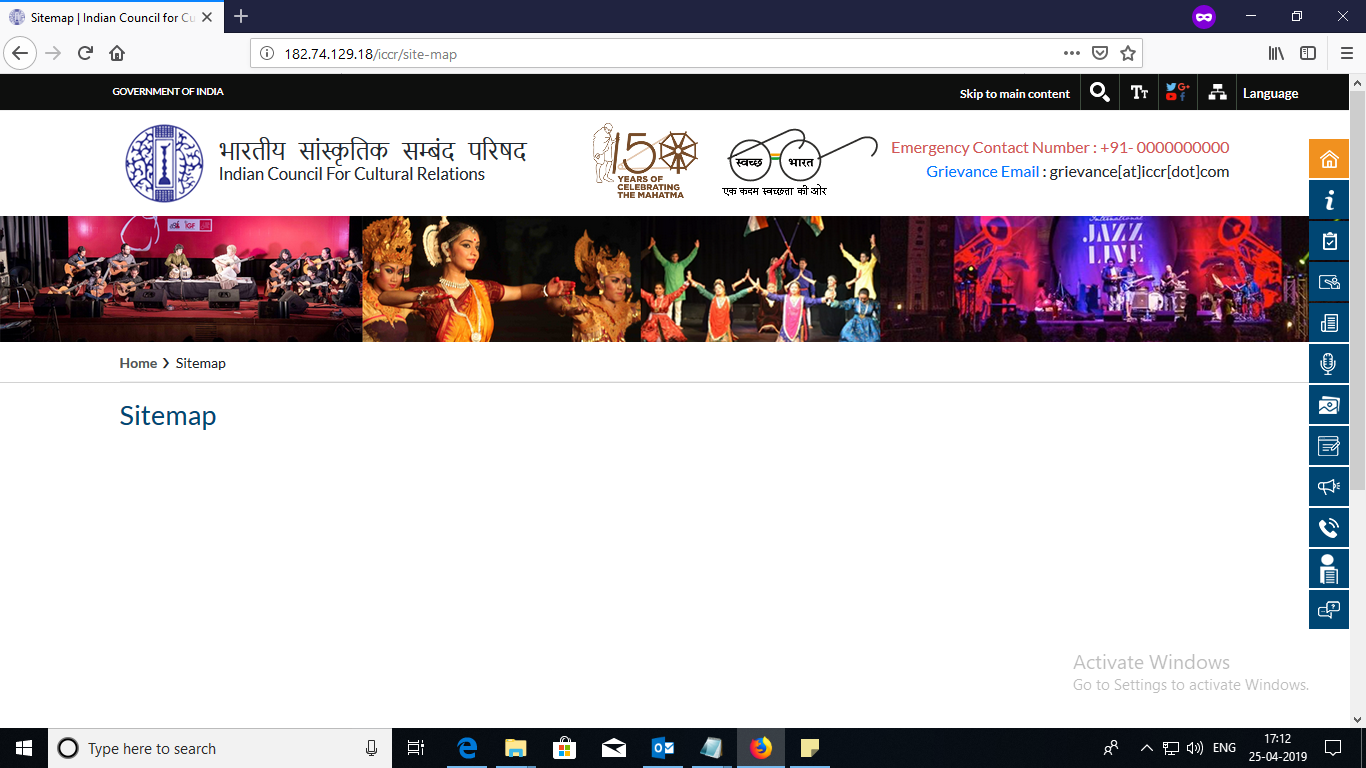 Sitemap | Indian Council for Cu
182.74.129.18/iccr/site-map
GOVERNMENT OF INDIA
Skip to main content
Language
भारतीय सांस्कृतिक सम्बंद परिषद
Indian Council For Cultural Relations
150
YEARS OF
CELEBRATING
THE MAHATMA
स्वच्छ भारत
एक कदम स्वच्छता की ओर
Emergency Contact Number : +91- 0000000000
Grievance Email : grievance[at]iccr[dot]com
IGF
International
JAZZ
LIVE
Home > Sitemap
Sitemap
Activate Windows
Go to Settings to activate Windows.
Type here to search
ENG
17:12
25-04-2019